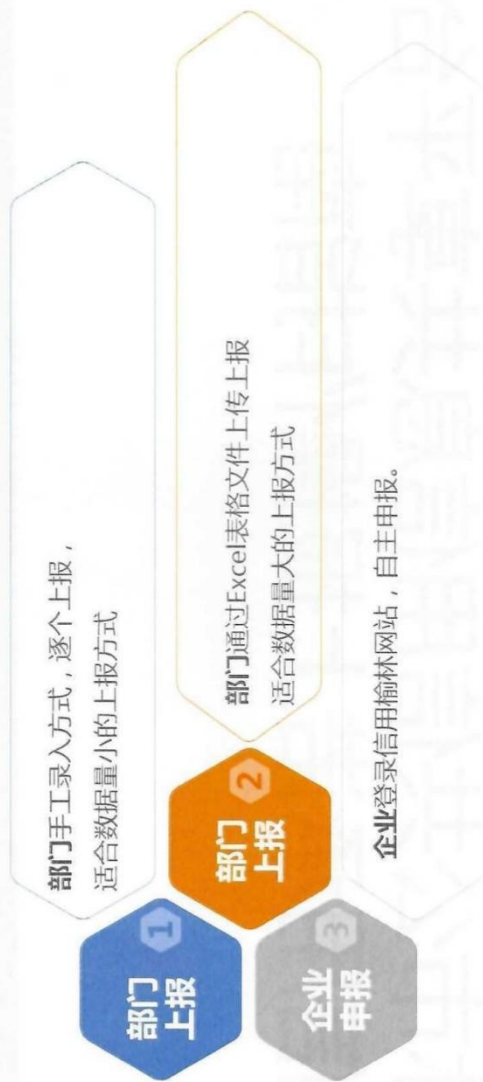 部门
上报
1
部门手工录入方式，逐个上报，
适合数据量小的上报方式
部门
上报
2
部门通过Excel表格文件上传上报
适合数据量大的上报方式
企业
申报
3
企业登录信用榆林网站，自主申报。